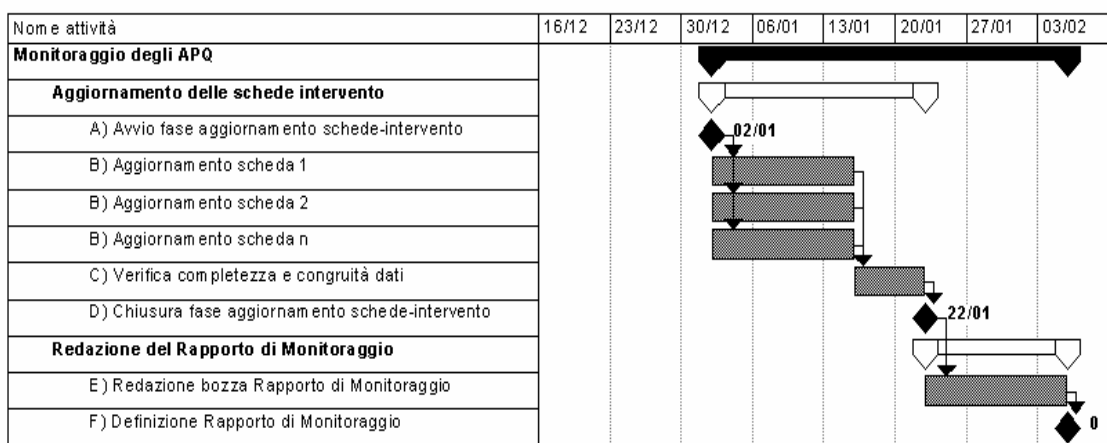 Nome attività 16/12 23/12 30/12 06/01 13/01 20/01 27/01 03/02
Monitoraggio degli APQ
Aggiornamento delle schede intervento
A) Avvio fase aggiornamento schede-intervento 02/01
B) Aggiornamento scheda 1
B) Aggiornamento scheda 2
B) Aggiornamento scheda n
C) Verifica completezza e congruità dati
D) Chiusura fase aggiornamento schede-intervento 22/01
Redazione del Rapporto di Monitoraggio
E) Redazione bozza Rapporto di Monitoraggio
F) Definizione Rapporto di Monitoraggio 0